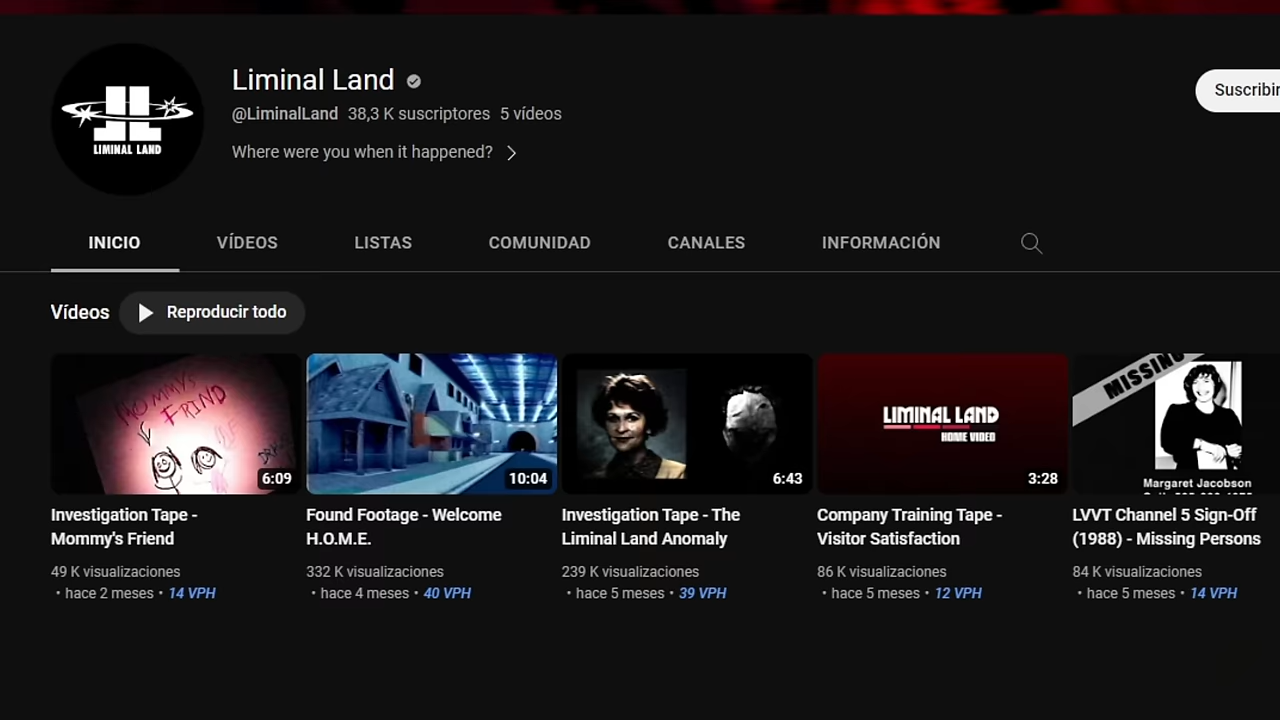 Liminal Land
@LiminalLand 38,3 K suscriptores 5 vídeos
Suscribir
Where were you when it happened?
LIMINAL LAND
INICIO VÍDEOS LISTAS COMUNIDAD CANALES INFORMACIÓN
Vídeos Reproducir todo
MOMMYS
FRIND
6:09
10:04
6:43
LIMINAL LAND
HOME VIDEO
3:28
MISSING
Margaret Jacobson
Investigation Tape -
Mommy's Friend
49 K visualizaciones
• hace 2 meses • 14 VPH
Found Footage - Welcome
H.O.M.E.
332 K visualizaciones
• hace 4 meses • 40 VPH
Investigation Tape - The
Liminal Land Anomaly
239 K visualizaciones
• hace 5 meses • 39 VPH
Company Training Tape -
Visitor Satisfaction
86 K visualizaciones
• hace 5 meses • 12 VPH
LVVT Channel 5 Sign-Off
(1988) - Missing Persons
84 K visualizaciones
• hace 5 meses • 14 VPH